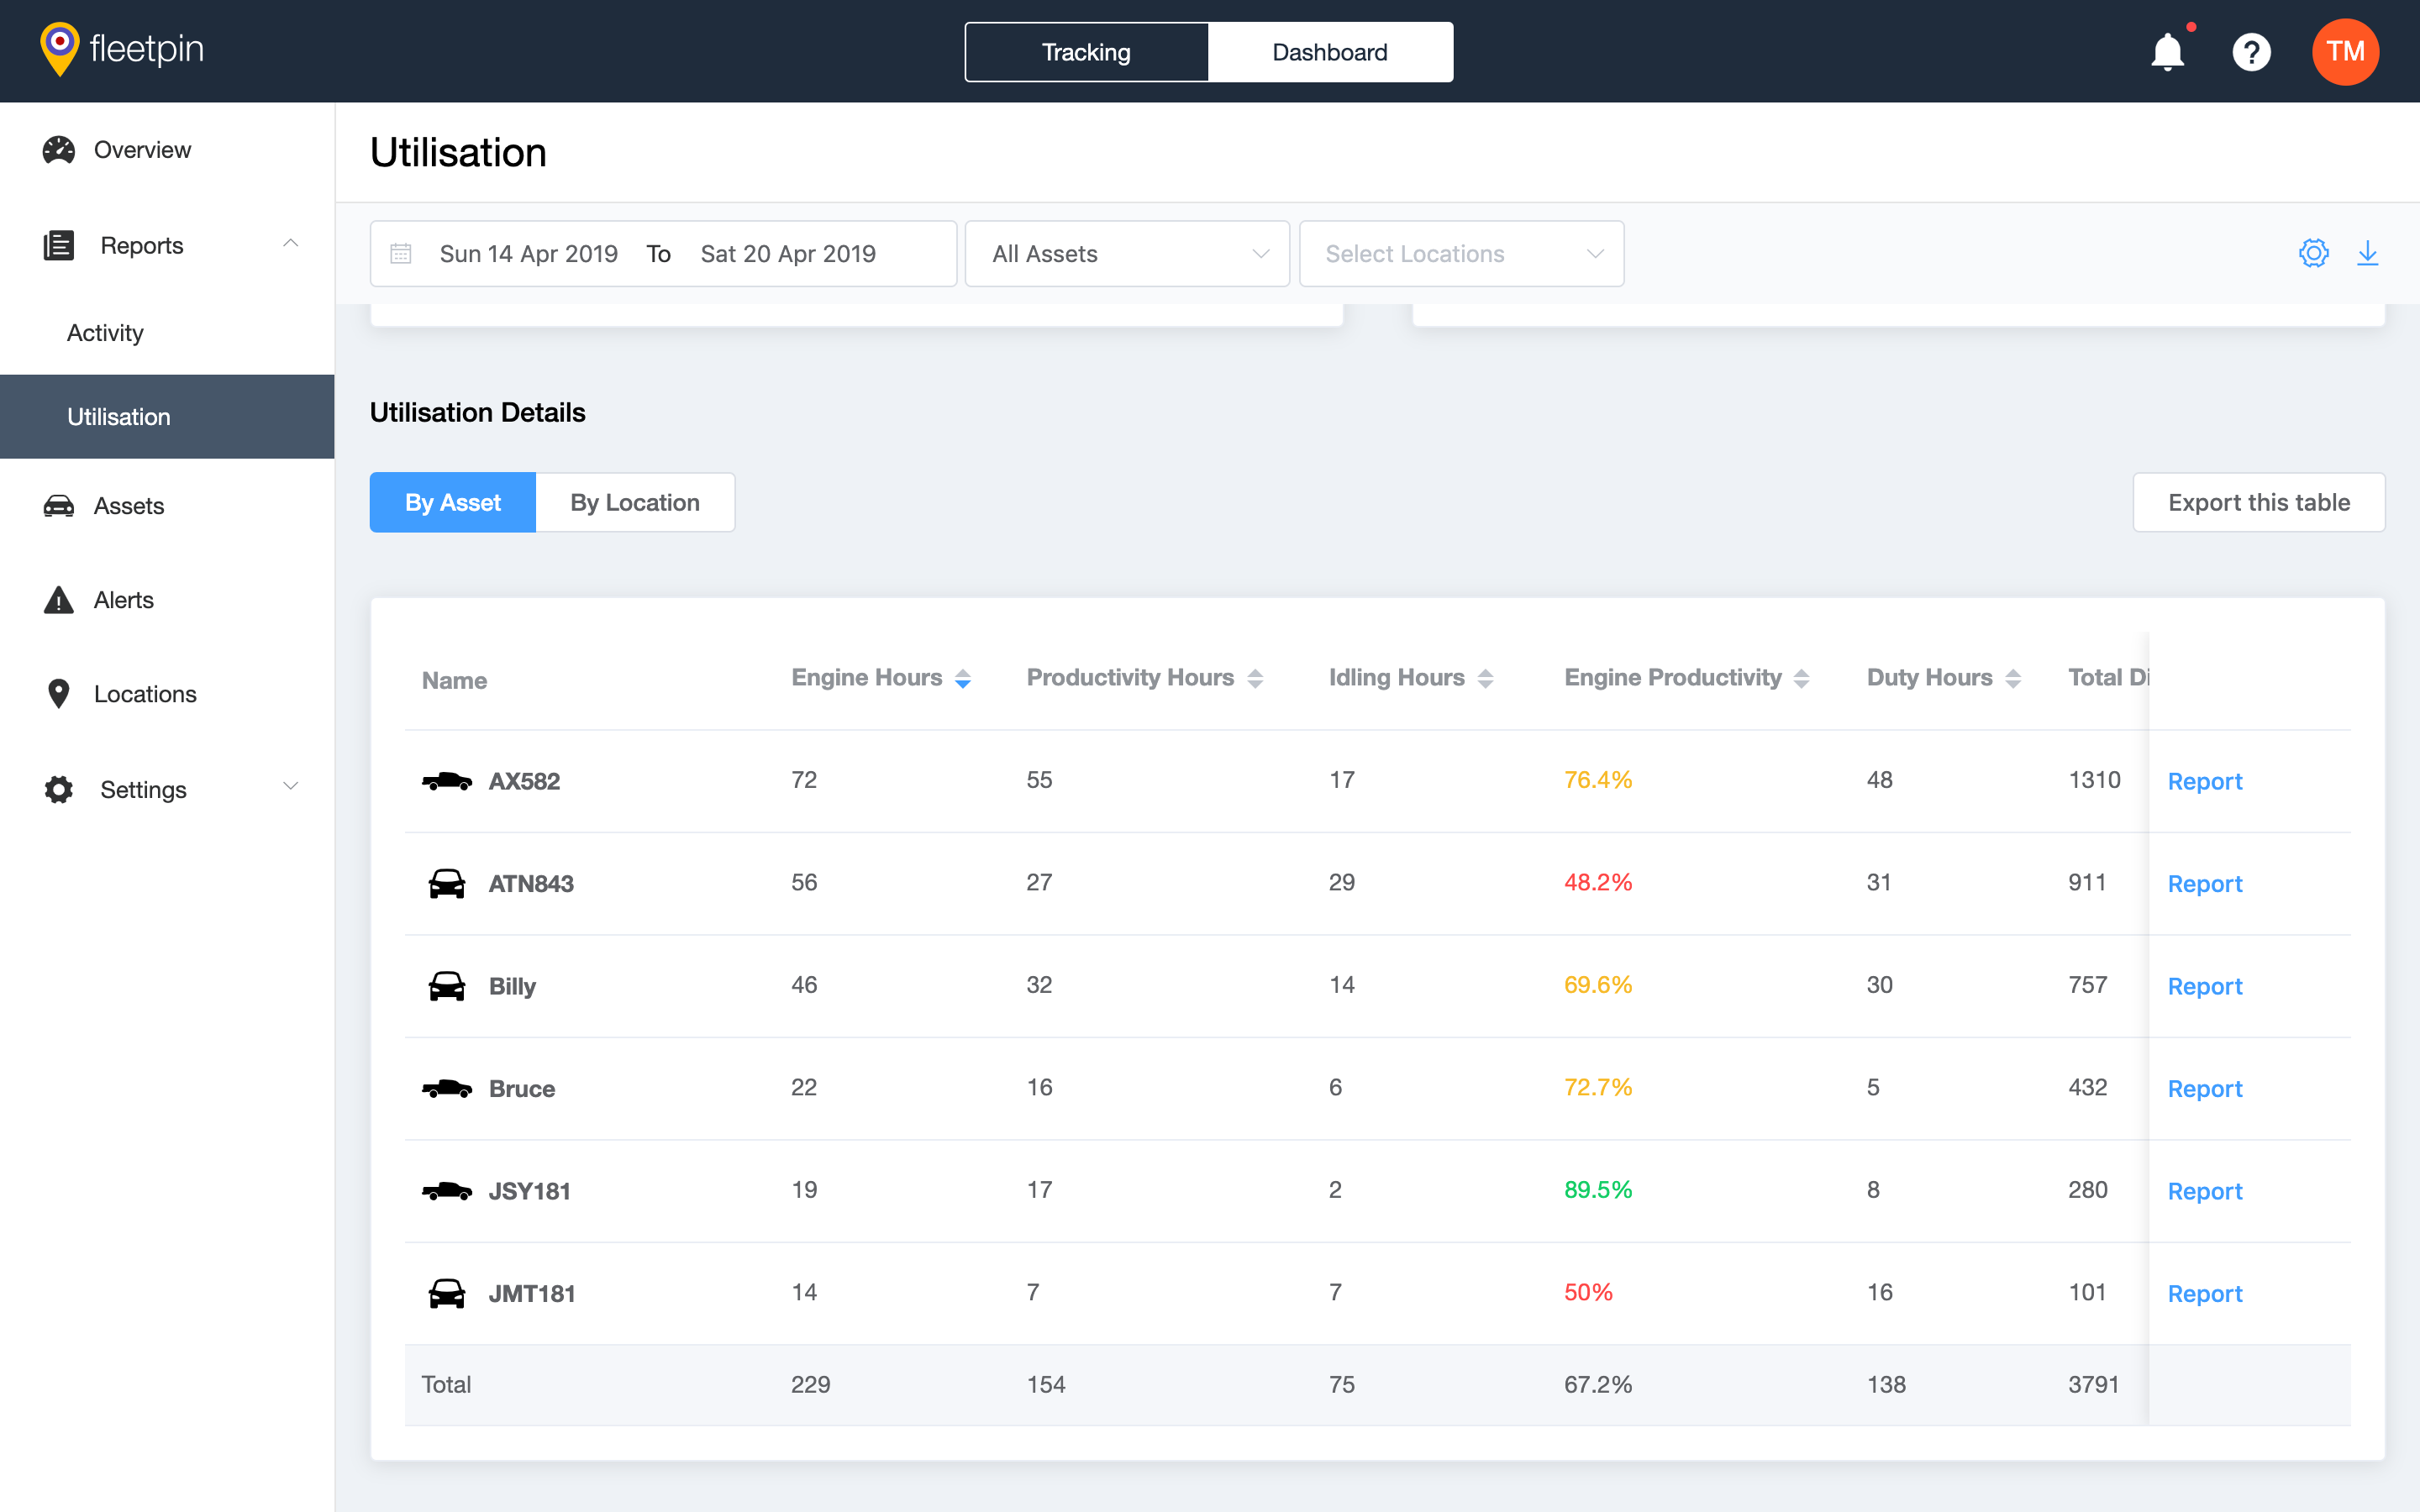 fleetpin
Tracking
Dashboard
?
TM
Overview
Reports
Activity
Utilisation
Assets
Alerts
Locations
Settings
Utilisation
Sun 14 Apr 2019 To Sat 20 Apr 2019
All Assets
Select Locations
Utilisation Details
By Asset
By Location
Export this table
Name Engine Hours Productivity Hours Idling Hours Engine Productivity Duty Hours Total Di
AX582 72 55 17 76.4% 48 1310 Report
ATN843 56 27 29 48.2% 31 911 Report
Billy 46 32 14 69.6% 30 757 Report
Bruce 22 16 6 72.7% 5 432 Report
JSY181 19 17 2 89.5% 8 280 Report
JMT181 14 7 7 50% 16 101 Report
Total 229 154 75 67.2% 138 3791